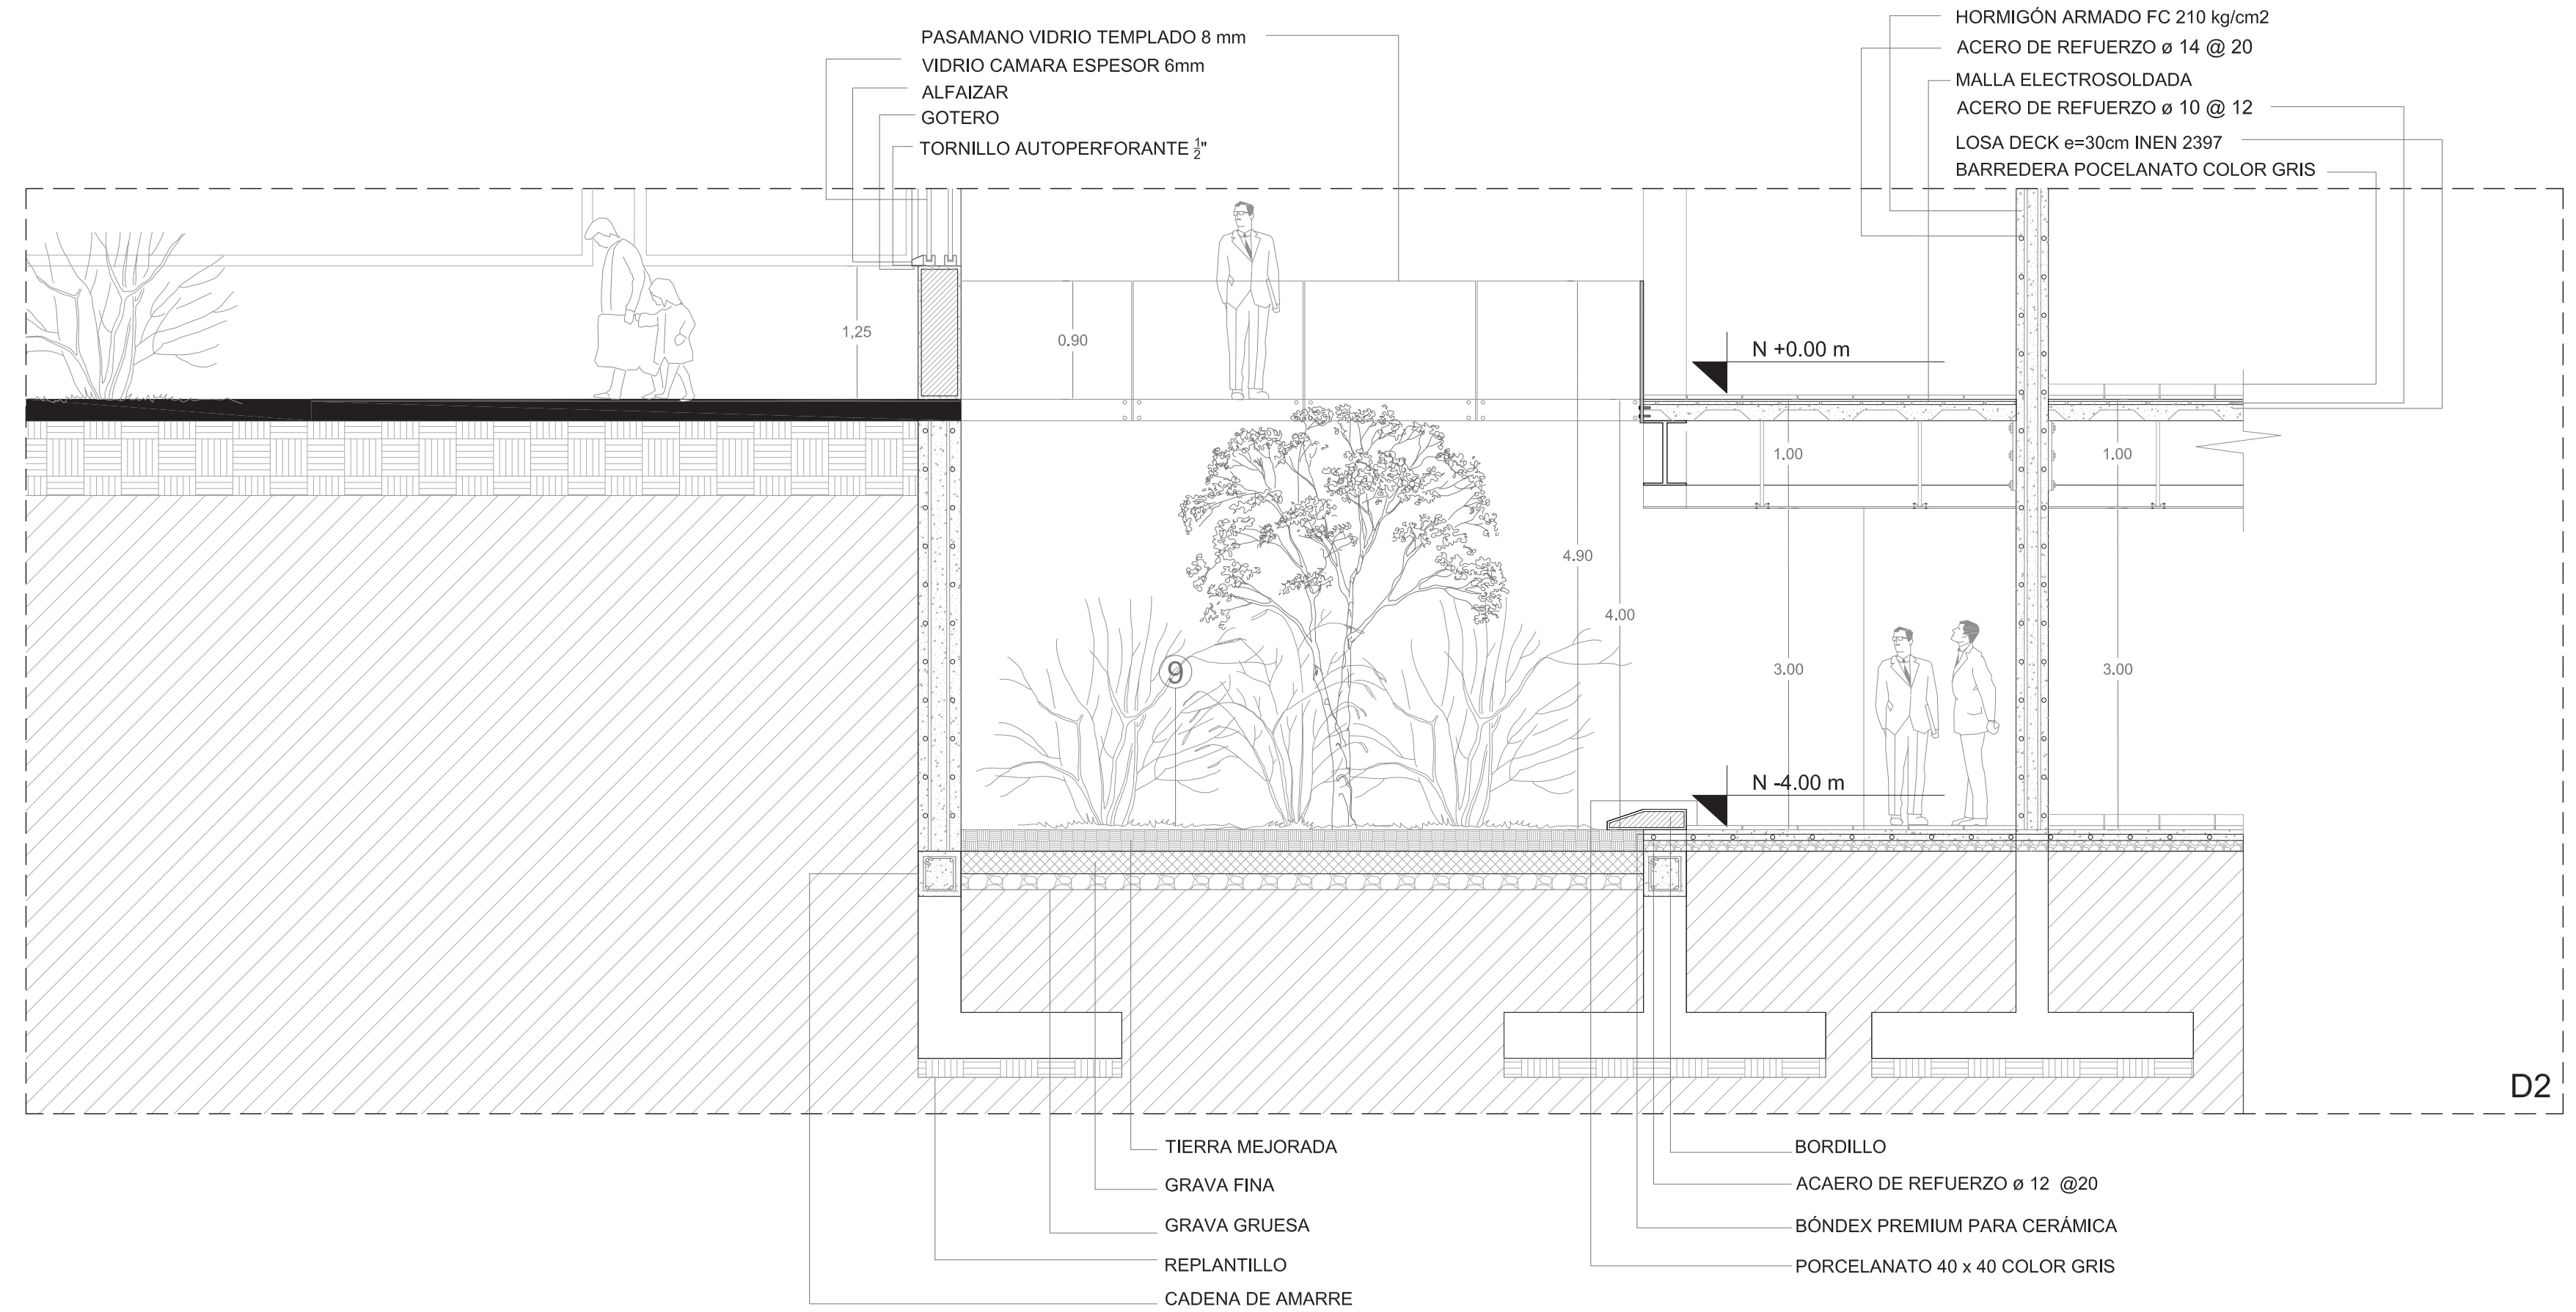 PASAMANO VIDRIO TEMPLADO 8 mm
VIDRIO CAMARA ESPESOR 6mm
ALFAIZAR
GOTERO
TORNILLO AUTOPERFORANTE 1/2"
HORMIGÓN ARMADO FC 210 kg/cm2
ACERO DE REFUERZO ø 14 @ 20
MALLA ELECTROSOLDADA
ACERO DE REFUERZO ø 10 @ 12
LOSA DECK e=30cm INEN 2397
BARREDERA POCELANATO COLOR GRIS
1,25
0.90
N +0.00 m
1.00
1.00
4.90
4.00
9
3.00
3.00
N -4.00 m
D2
TIERRA MEJORADA
GRAVA FINA
GRAVA GRUESA
REPLANTILLO
CADENA DE AMARRE
BORDILLO
ACAERO DE REFUERZO ø 12 @20
BÓNDEX PREMIUM PARA CERÁMICA
PORCELANATO 40 x 40 COLOR GRIS